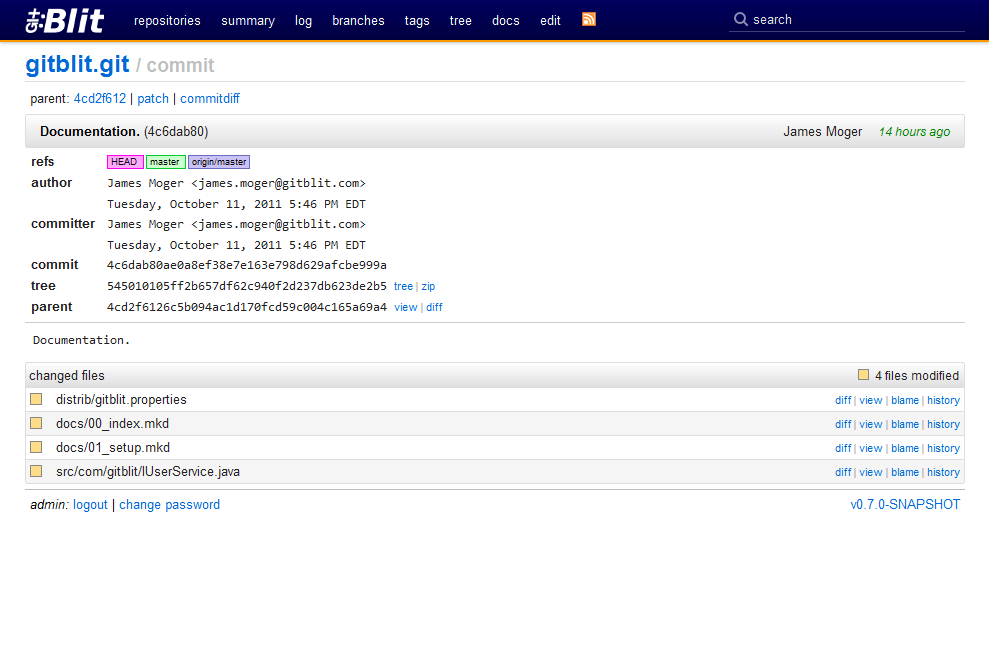 Blit repositories summary log branches tags tree docs edit search
gitblit.git / commit
parent: 4cd2f612 | patch | commitdiff
Documentation. (4c6dab80) James Moger 14 hours ago
refs HEAD master origin/master
author James Moger <james.moger@gitblit.com>
Tuesday, October 11, 2011 5:46 PM EDT
committer James Moger <james.moger@gitblit.com>
Tuesday, October 11, 2011 5:46 PM EDT
commit 4c6dab80ae0a8ef38e7e163e798d629afcbe999a
tree 545010105ff2b657df62c940f2d237db623de2b5 tree | zip
parent 4cd2f6126c5b094ac1d170fcd59c004c165a69a4 view | diff
Documentation.
changed files 4 files modified
distrib/gitblit.properties diff | view | blame | history
docs/00_index.mkd diff | view | blame | history
docs/01_setup.mkd diff | view | blame | history
src/com/gitblit/IUserService.java diff | view | blame | history
admin: logout | change password v0.7.0-SNAPSHOT